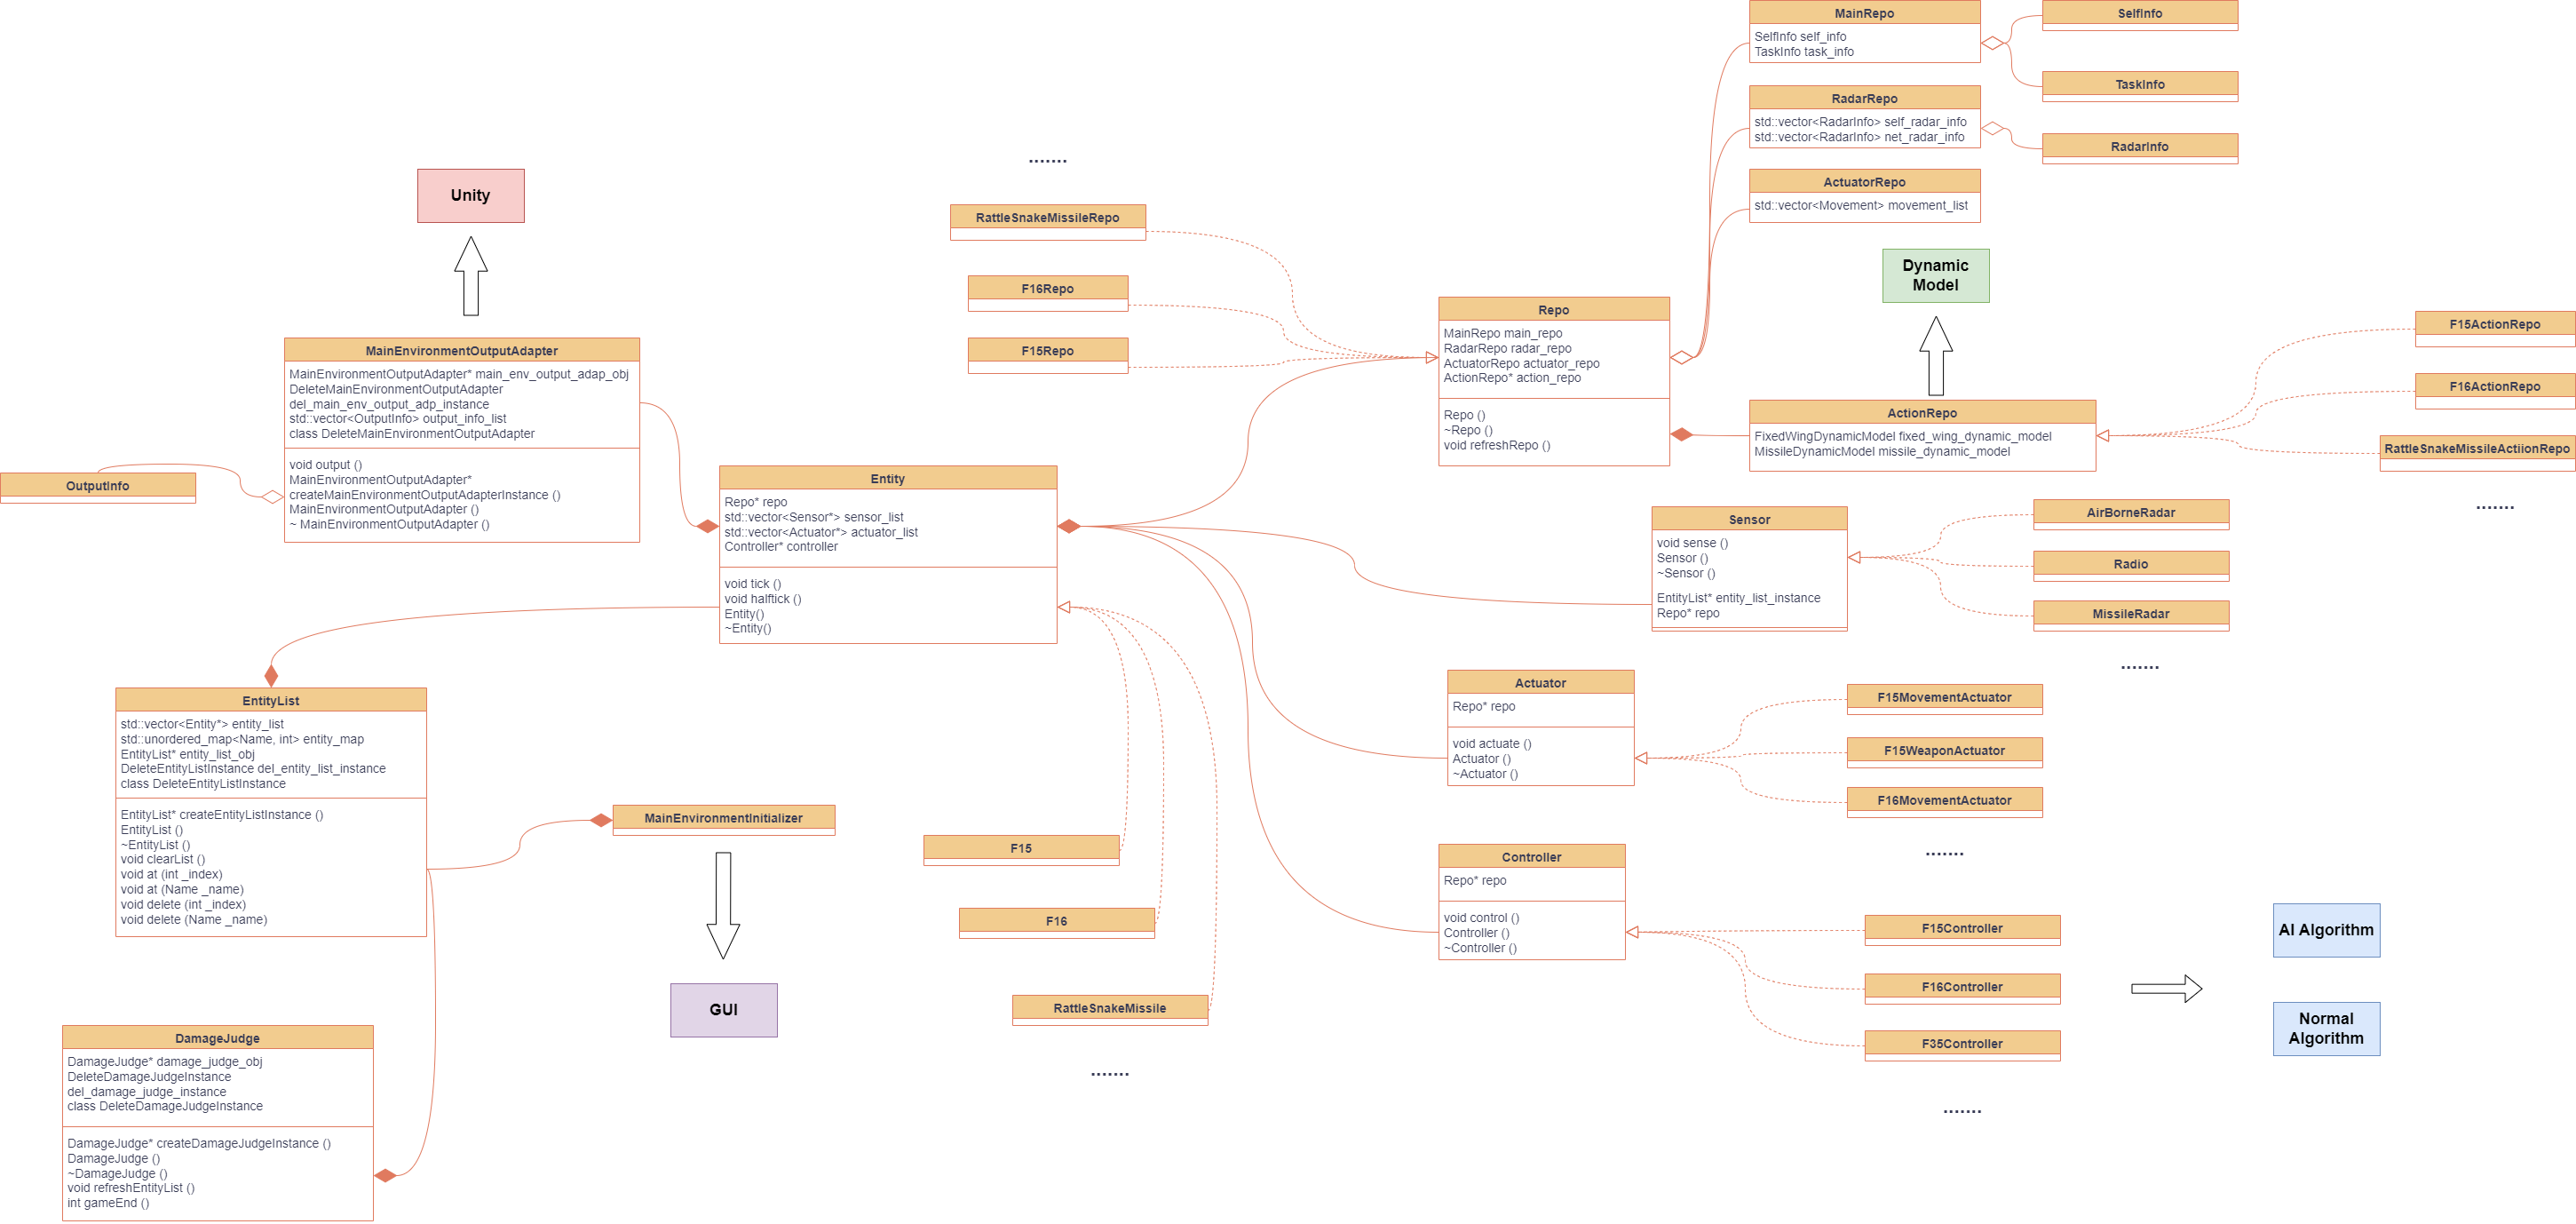 MainRepo
SelfInfo self_info
TaskInfo task_info
SelfInfo
TaskInfo
RadarRepo
std::vector<RadarInfo> self_radar_info
std::vector<RadarInfo> net_radar_info
RadarInfo
ActuatorRepo
std::vector<Movement> movement_list
.......
Unity
RattleSnakeMissileRepo
F16Repo
F15Repo
Dynamic
Model
Repo
MainRepo main_repo
RadarRepo radar_repo
ActuatorRepo actuator_repo
ActionRepo* action_repo
Repo ()
~Repo ()
void refreshRepo ()
ActionRepo
FixedWingDynamicModel fixed_wing_dynamic_model
MissileDynamicModel missile_dynamic_model
F15ActionRepo
F16ActionRepo
RattleSnakeMissileActiionRepo
.......
MainEnvironmentOutputAdapter
MainEnvironmentOutputAdapter* main_env_output_adap_obj
DeleteMainEnvironmentOutputAdapter
del_main_env_output_adp_instance
std::vector<OutputInfo> output_info_list
class DeleteMainEnvironmentOutputAdapter
void output ()
MainEnvironmentOutputAdapter*
createMainEnvironmentOutputAdapterInstance ()
MainEnvironmentOutputAdapter ()
~ MainEnvironmentOutputAdapter ()
OutputInfo
Entity
Repo* repo
std::vector<Sensor*> sensor_list
std::vector<Actuator*> actuator_list
Controller* controller
void tick ()
void halftick ()
Entity()
~Entity()
Sensor
void sense ()
Sensor ()
~Sensor ()
EntityList* entity_list_instance
Repo* repo
AirBorneRadar
Radio
MissileRadar
.......
EntityList
std::vector<Entity*> entity_list
std::unordered_map<Name, int> entity_map
EntityList* entity_list_obj
DeleteEntityListInstance del_entity_list_instance
class DeleteEntityListInstance
EntityList* createEntityListInstance ()
EntityList ()
~EntityList ()
void clearList ()
void at (int _index)
void at (Name _name)
void delete (int _index)
void delete (Name _name)
MainEnvironmentInitializer
GUI
Actuator
Repo* repo
void actuate ()
Actuator ()
~Actuator ()
F15MovementActuator
F15WeaponActuator
F16MovementActuator
.......
F15
F16
RattleSnakeMissile
.......
Controller
Repo* repo
void control ()
Controller ()
~Controller ()
F15Controller
F16Controller
F35Controller
.......
AI Algorithm
Normal
Algorithm
DamageJudge
DamageJudge* damage_judge_obj
DeleteDamageJudgeInstance
del_damage_judge_instance
class DeleteDamageJudgeInstance
DamageJudge* createDamageJudgeInstance ()
DamageJudge ()
~DamageJudge ()
void refreshEntityList ()
int gameEnd ()